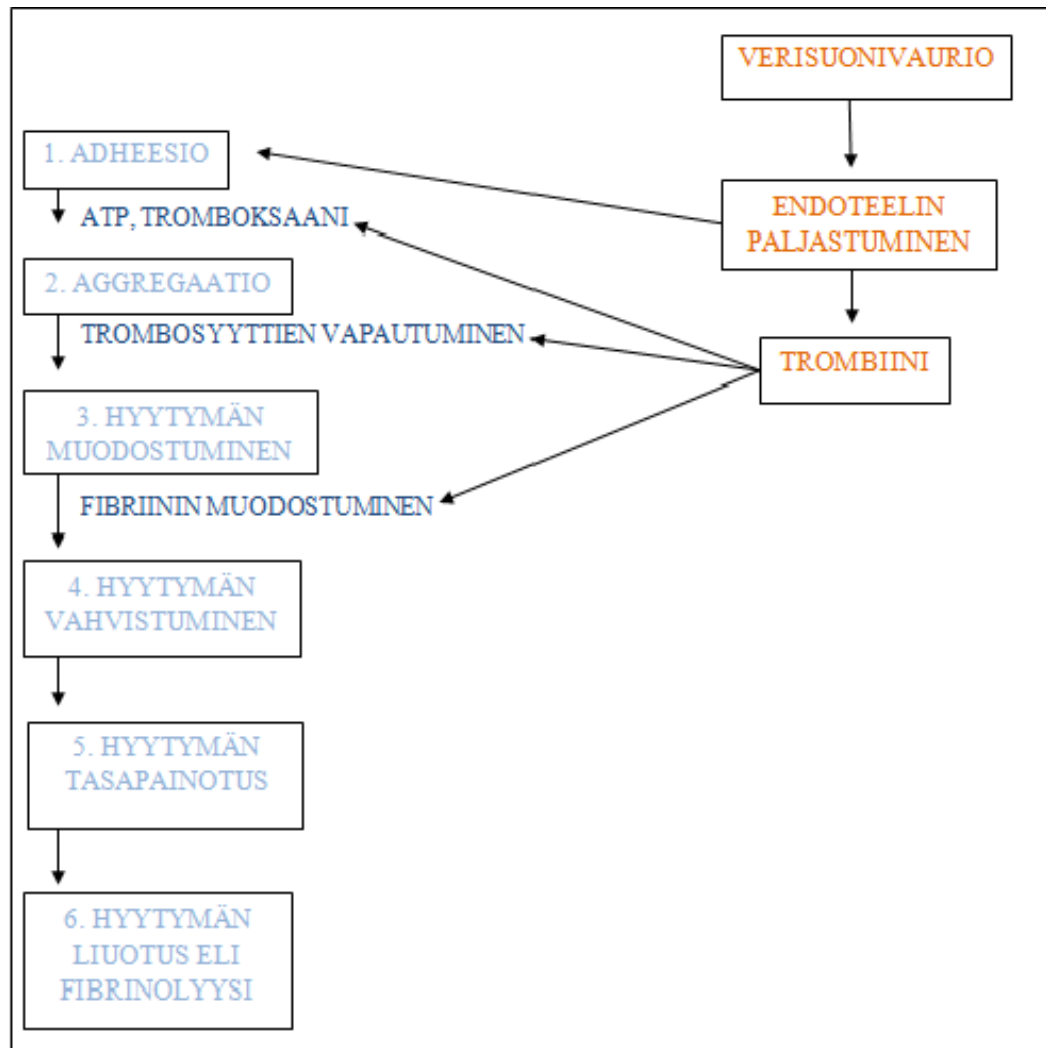 VERISUONIVAURIO
1. ADHEESIO
ATP, TROMBOKSAANI
ENDOTEELIN
PALJASTUMINEN
2. AGGREGAATIO
TROMBOSYYTTIEN VAPAUTUMINEN
TROMBIINI
3. HYYTYMÄN
MUODOSTUMINEN
FIBRIININ MUODOSTUMINEN
4. HYYTYMÄN
VAHVISTUMINEN
5. HYYTYMÄN
TASAPAINOTUS
6. HYYTYMÄN
LIUOTUS ELI
FIBRINOLYYSI